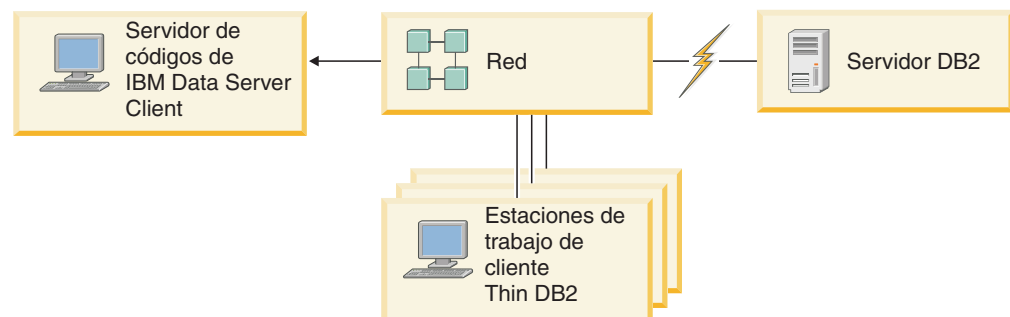 Servidor de
códigos de
IBM Data Server
Client
Red
Servidor DB2
Estaciones de
trabajo de
cliente
Thin DB2